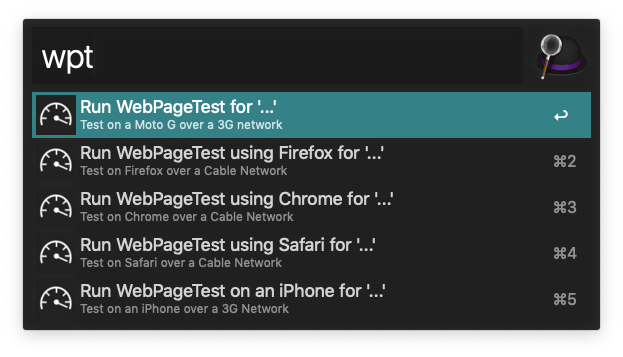 wpt
Run WebPageTest for '...'
Test on a Moto G over a 3G network
↩
Run WebPageTest using Firefox for '...'
Test on Firefox over a Cable Network
⌘2
Run WebPageTest using Chrome for '...'
Test on Chrome over a Cable Network
⌘3
Run WebPageTest using Safari for '...'
Test on Safari over a Cable Network
⌘4
Run WebPageTest on an iPhone for '...'
Test on an iPhone over a 3G Network
⌘5